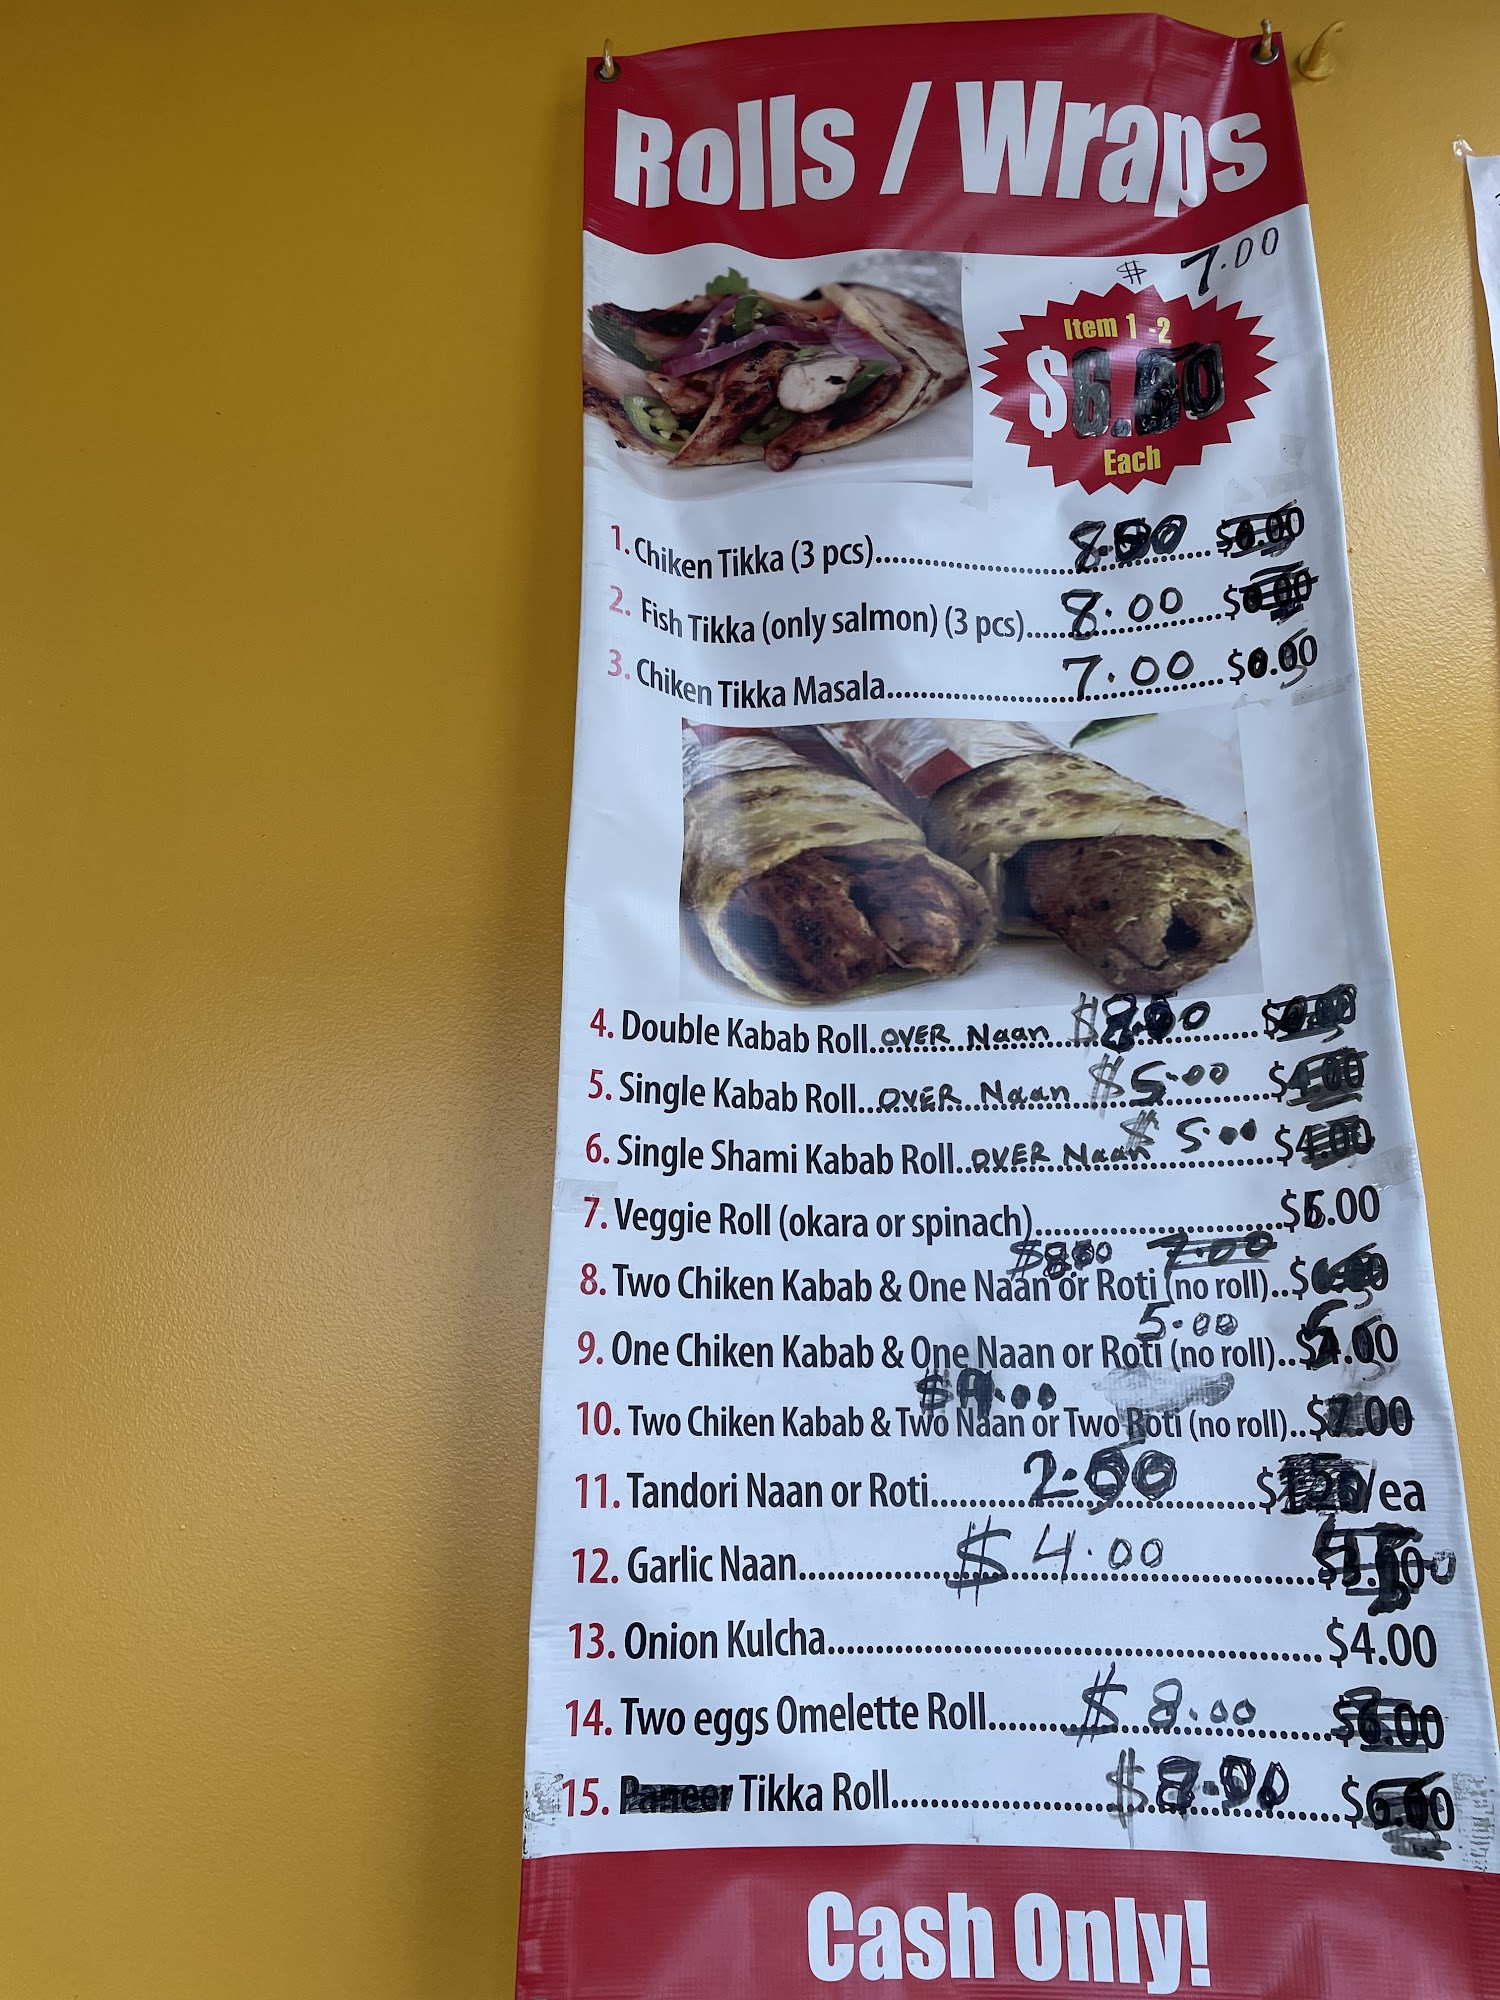 Rolls / Wraps
$ 7.00
Item 1 -2
$
Each
1. Chiken Tikka (3 pcs)
2. Fish Tikka (only salmon) (3 pcs) 8.00
3. Chiken Tikka Masala 7.00
4. Double Kabab Roll OVER Naan
5. Single Kabab Roll OVER Naan $5.00
6. Single Shami Kabab Roll OVER Naan $ 5.00
7. Veggie Roll (okara or spinach)
7.00
8. Two Chiken Kabab & One Naan or Roti (no roll)
5.00
9. One Chiken Kabab & One Naan or Roti (no roll)
10. Two Chiken Kabab & Two Naan or Two Roti (no roll)
11. Tandori Naan or Roti /ea
12. Garlic Naan $ 4.00
13. Onion Kulcha $4.00
14. Two eggs Omelette Roll $ 8.00
15. Paneer Tikka Roll
Cash Only!